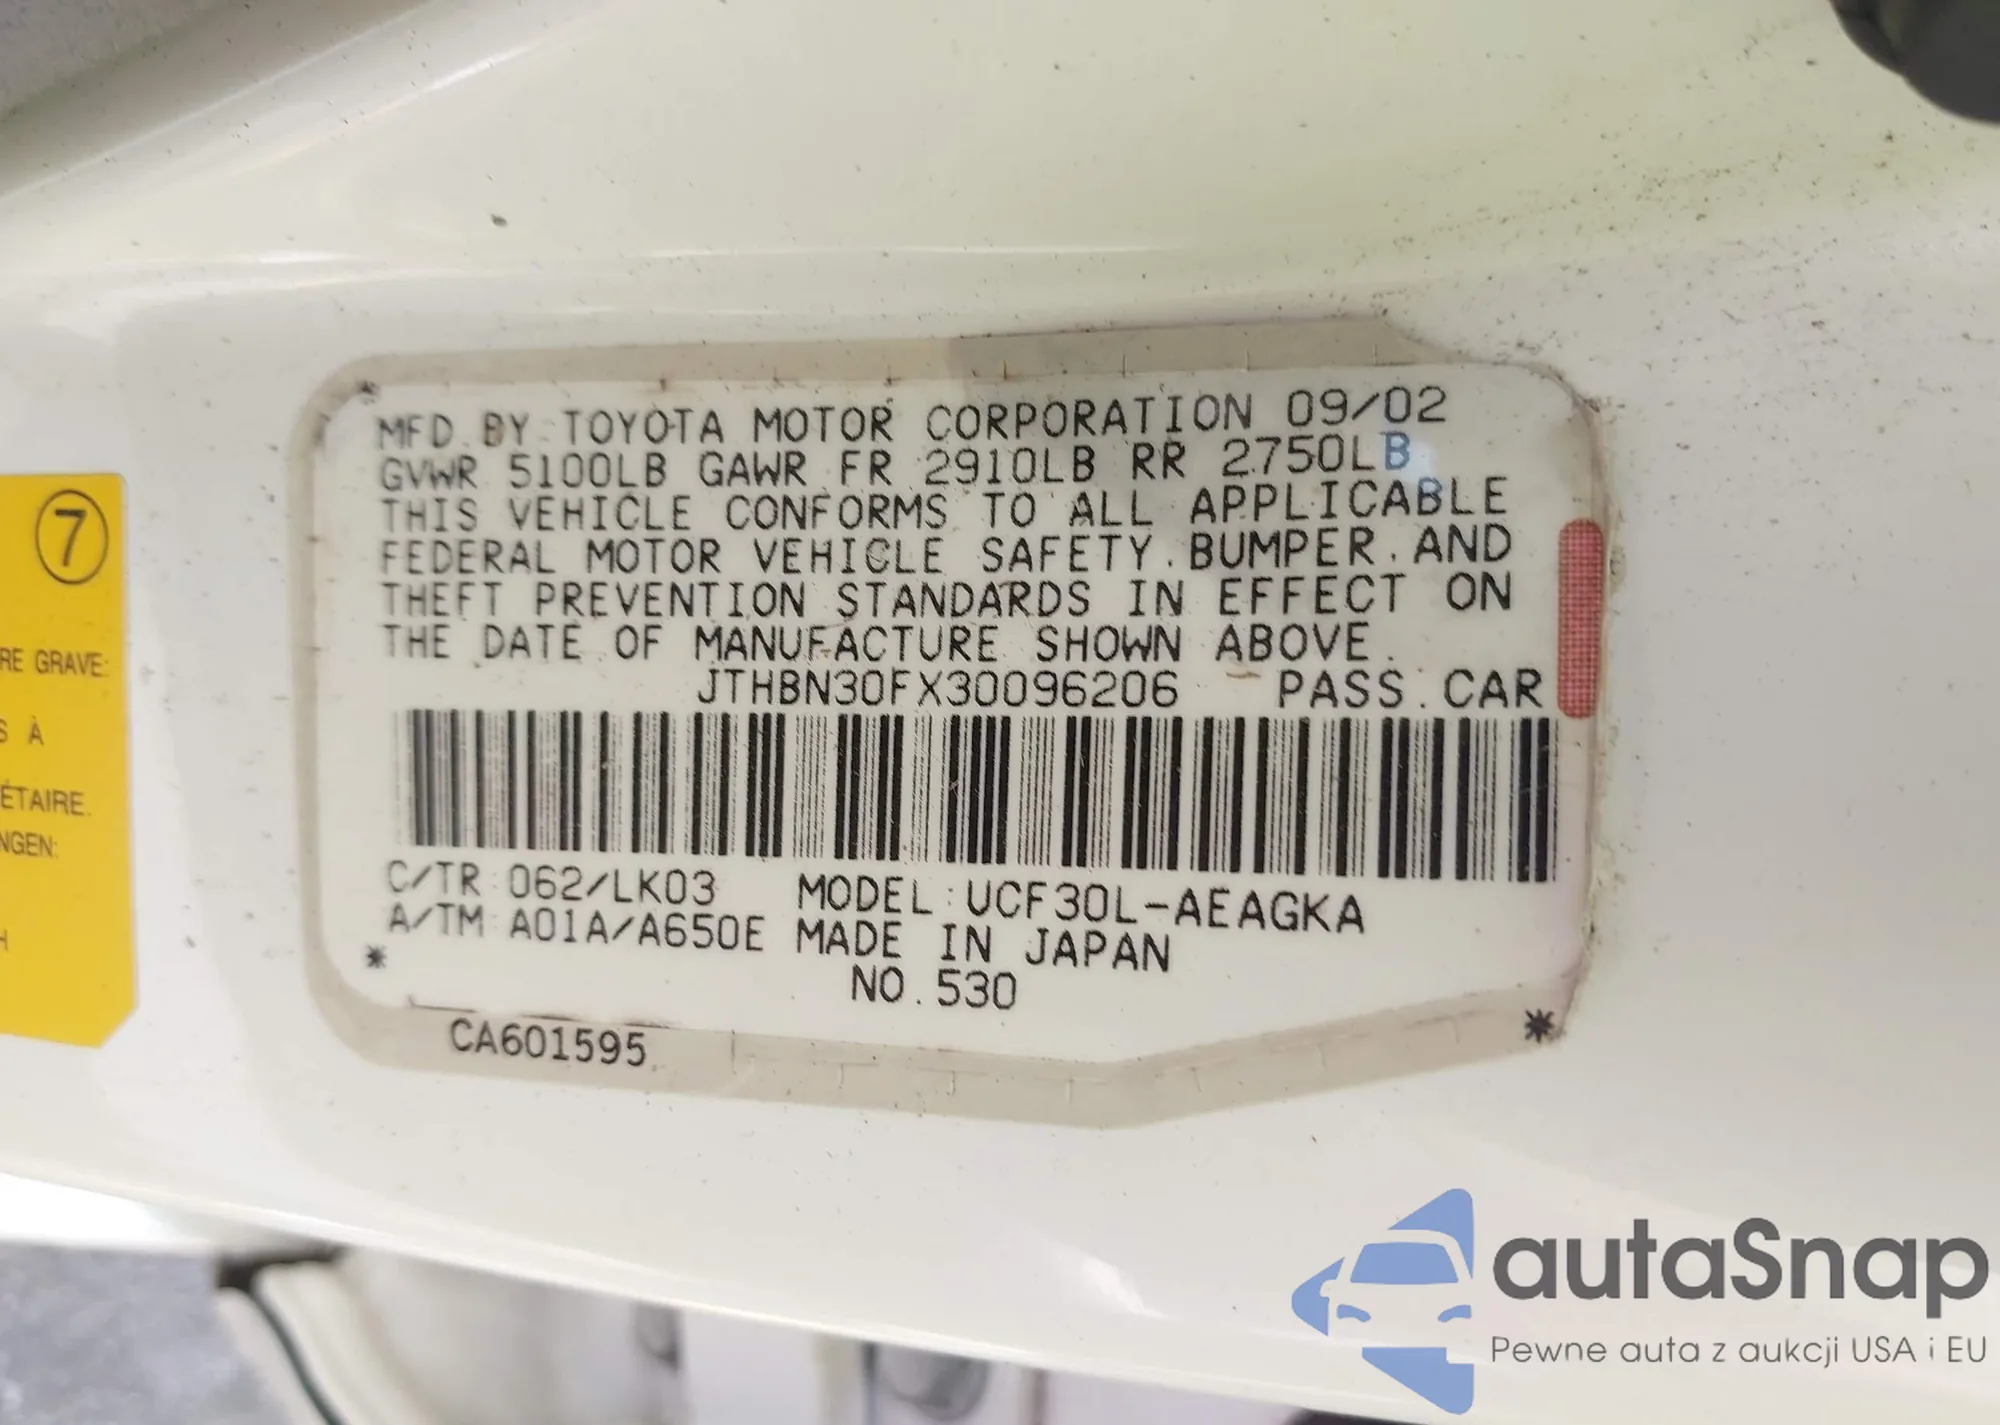 7
RE GRAVE:
S À
ÉTAIRE.
NGEN:
H
MFD. BY TOYOTA MOTOR CORPORATION 09/02
GVWR 5100LB GAWR FR 2910LB RR 2750LB
THIS VEHICLE CONFORMS TO ALL APPLICABLE
FEDERAL MOTOR VEHICLE SAFETY, BUMPER, AND
THEFT PREVENTION STANDARDS IN EFFECT ON
THE DATE OF MANUFACTURE SHOWN ABOVE.
JTHBN30FX30096206 PASS. CAR
C/TR: 062/LK03 MODEL: UCF30L-AEAGKA
A/TM: A01A/A650E MADE IN JAPAN
NO. 530
CA601595
autaSnap
Pewne auta z aukcji USA i EU